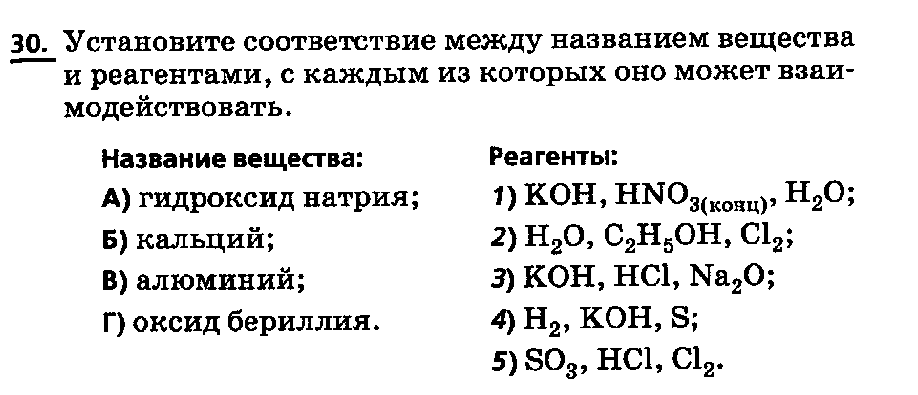 30. Установите соответствие между названием вещества
и реагентами, с каждым из которых оно может взаи-
модействовать.
Название вещества:
А) гидроксид натрия;
Б) кальций;
В) алюминий;
Г) оксид бериллия.
Реагенты:
1) KOH, HNO₃(конц), H₂O;
2) H₂O, C₂H₅OH, Cl₂;
3) KOH, HCl, Na₂O;
4) H₂, KOH, S;
5) SO₃, HCl, Cl₂.